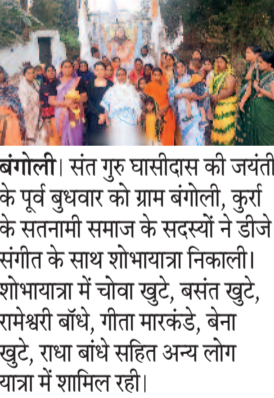 बंगोली। संत गुरु घासीदास की जयंती
के पूर्व बुधवार को ग्राम बंगोली, कुर्रा
के सतनामी समाज के सदस्यों ने डीजे
संगीत के साथ शोभायात्रा निकाली।
शोभायात्रा में चोवा खुटे, बसंत खुटे,
रामेश्वरी बॉधे, गीता मारकंडे, बेना
खुटे, राधा बांधे सहित अन्य लोग
यात्रा में शामिल रही।